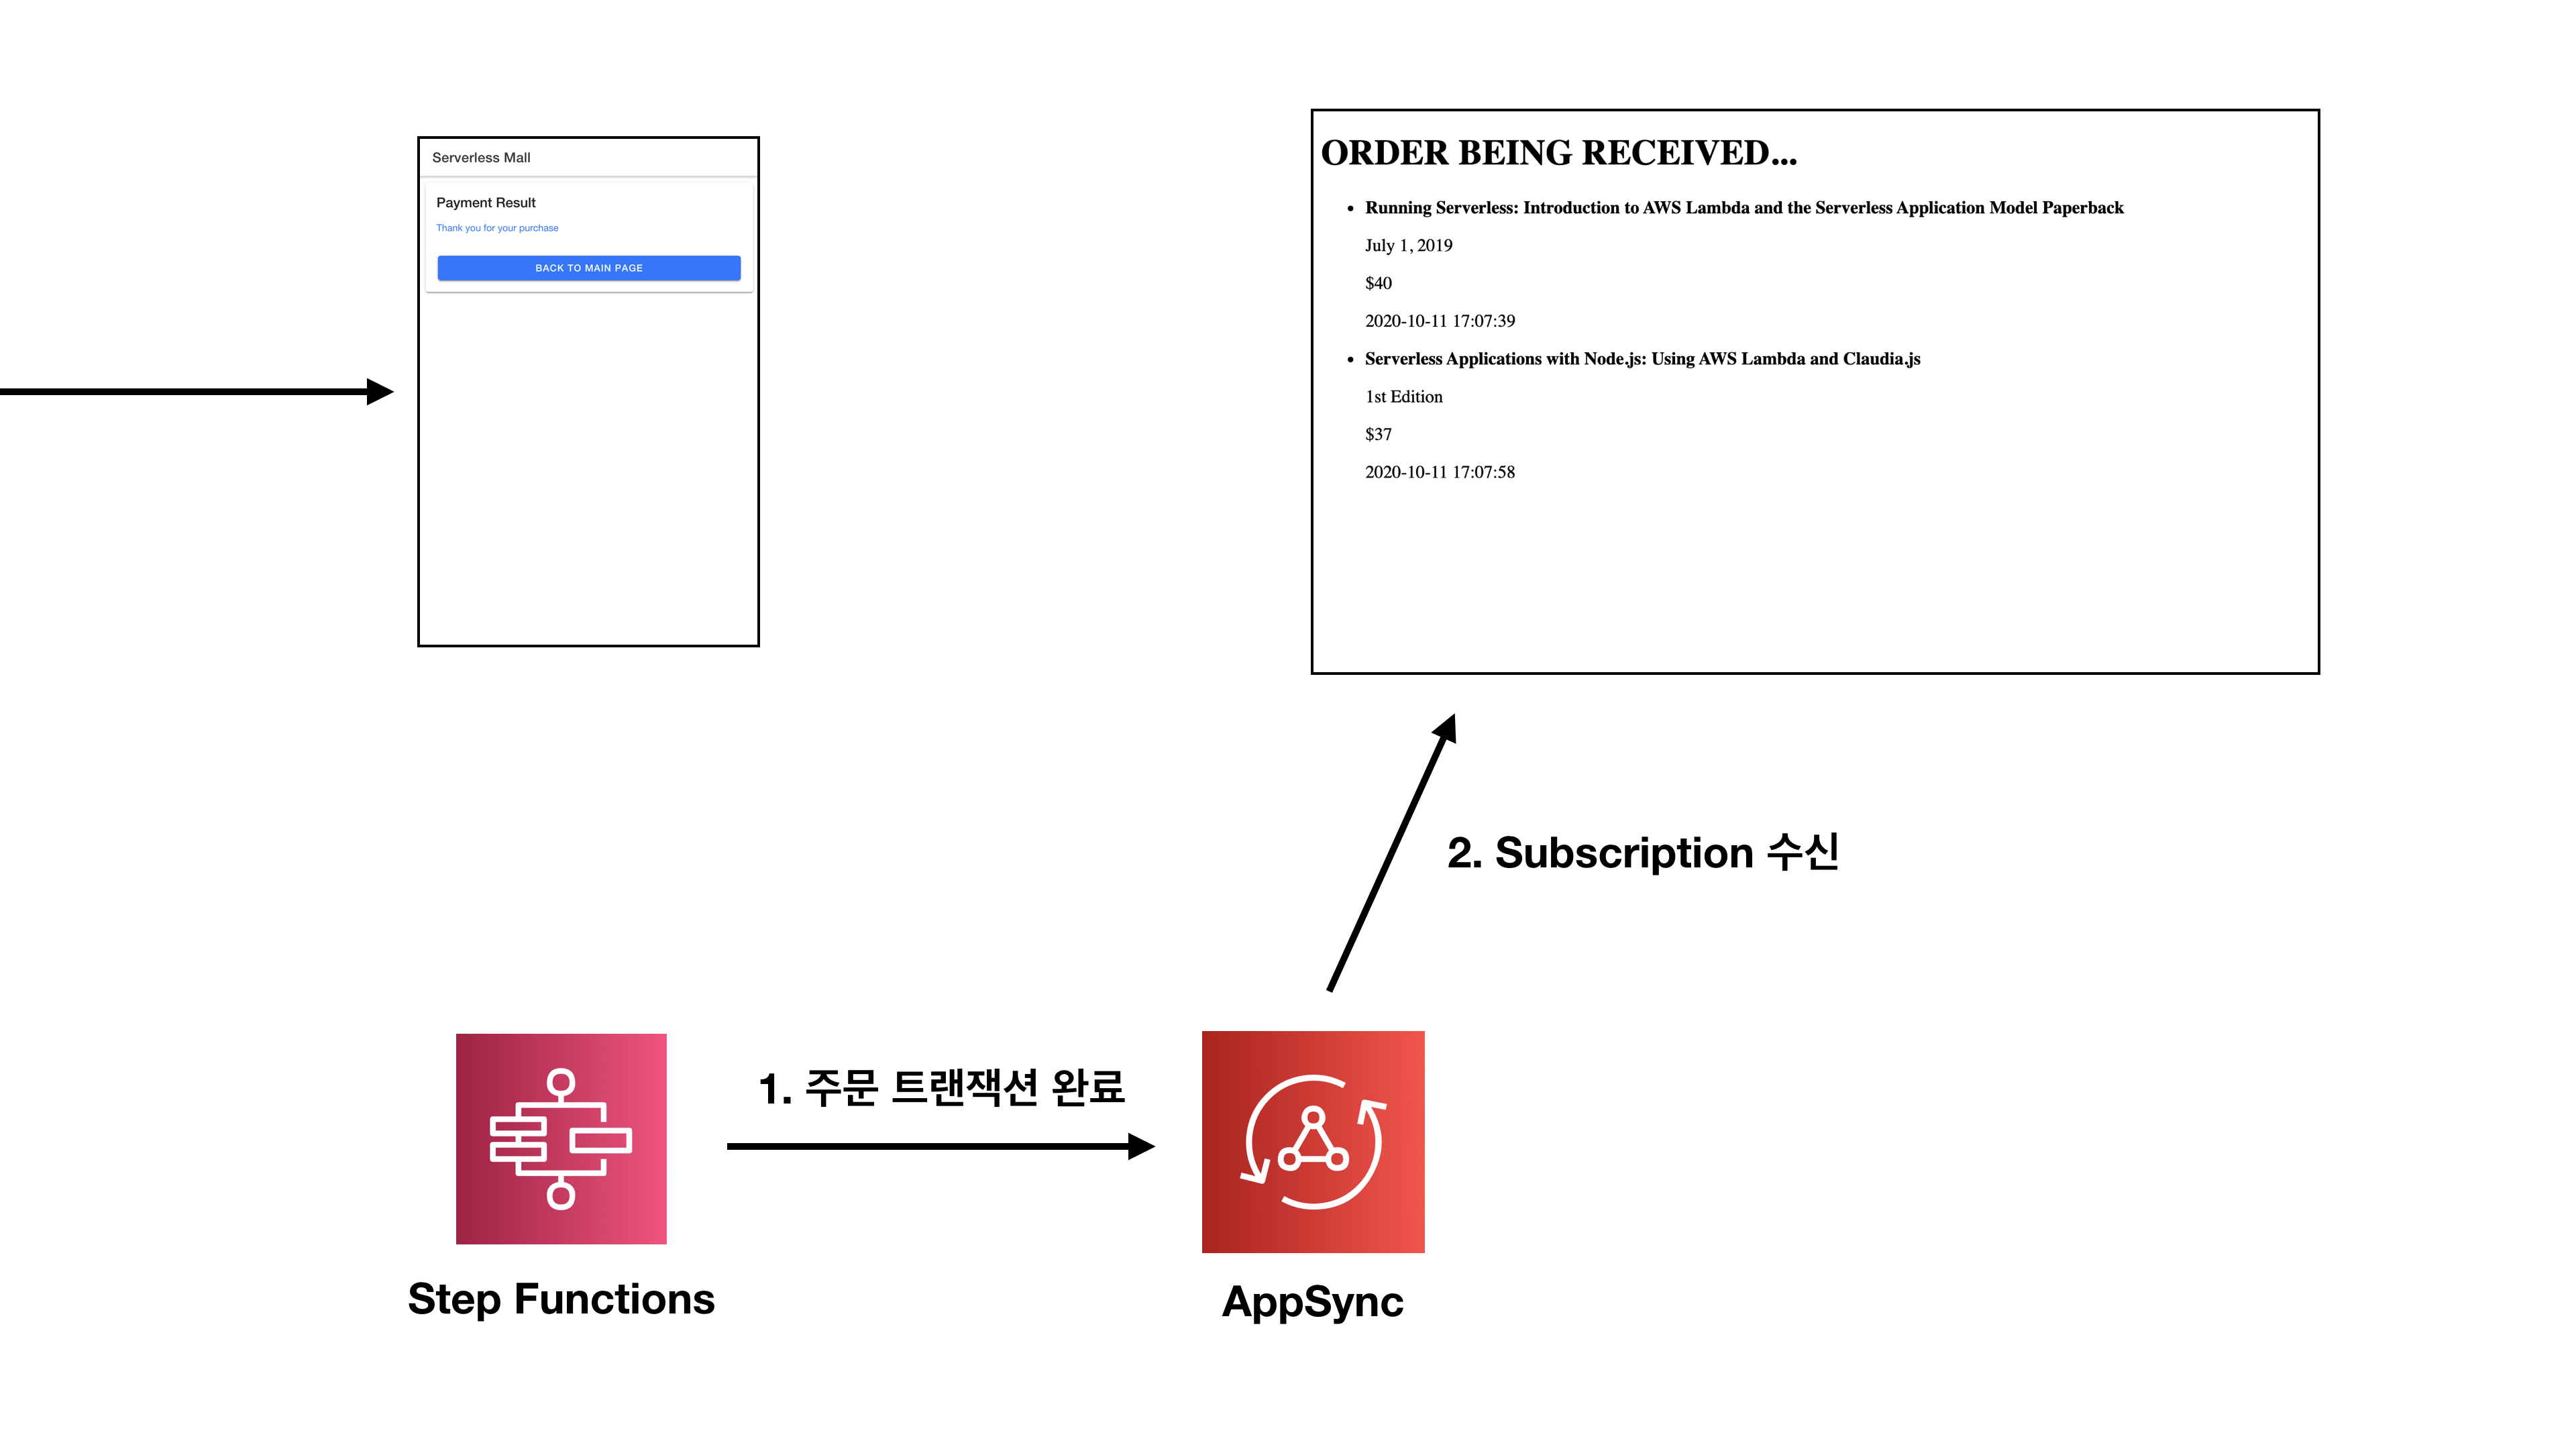 Serverless Mall
Payment Result
Thank you for your purchase
BACK TO MAIN PAGE
ORDER BEING RECEIVED...
Running Serverless: Introduction to AWS Lambda and the Serverless Application Model Paperback
July 1, 2019
$40
2020-10-11 17:07:39
Serverless Applications with Node.js: Using AWS Lambda and Claudia.js
1st Edition
$37
2020-10-11 17:07:58
2. Subscription 수신
1. 주문 트랜잭션 완료
Step Functions
AppSync